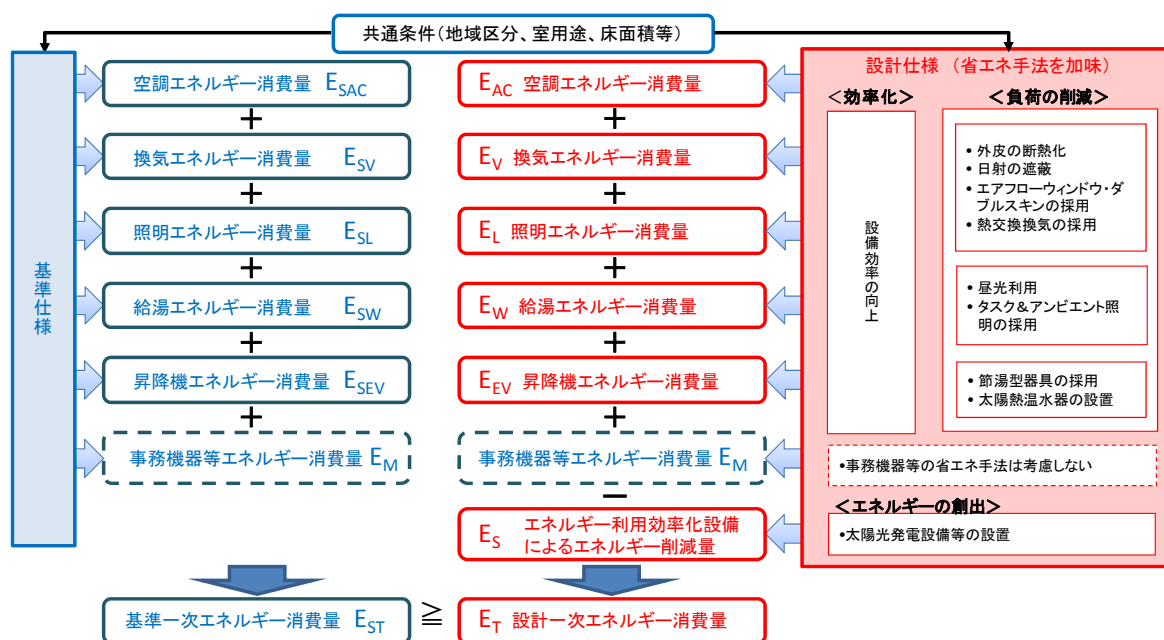 共通条件(地域区分、室用途、床面積等)
基準仕様
空調エネルギー消費量 E_SAC
+
換気エネルギー消費量 E_SV
+
照明エネルギー消費量 E_SL
+
給湯エネルギー消費量 E_SW
+
昇降機エネルギー消費量 E_SEV
+
事務機器等エネルギー消費量 E_M
基準一次エネルギー消費量 E_ST
≧
E_AC 空調エネルギー消費量
+
E_V 換気エネルギー消費量
+
E_L 照明エネルギー消費量
+
E_W 給湯エネルギー消費量
+
E_EV 昇降機エネルギー消費量
+
事務機器等エネルギー消費量 E_M
−
E_S エネルギー利用効率化設備
によるエネルギー削減量
E_T 設計一次エネルギー消費量
設計仕様 (省エネ手法を加味)
<効率化>
設備効率の向上
<負荷の削減>
• 外皮の断熱化
• 日射の遮蔽
• エアフローウィンドウ・ダ
ブルスキンの採用
• 熱交換換気の採用
• 昼光利用
• タスク&アンビエント照
明の採用
• 節湯型器具の採用
• 太陽熱温水器の設置
•事務機器等の省エネ手法は考慮しない
<エネルギーの創出>
•太陽光発電設備等の設置